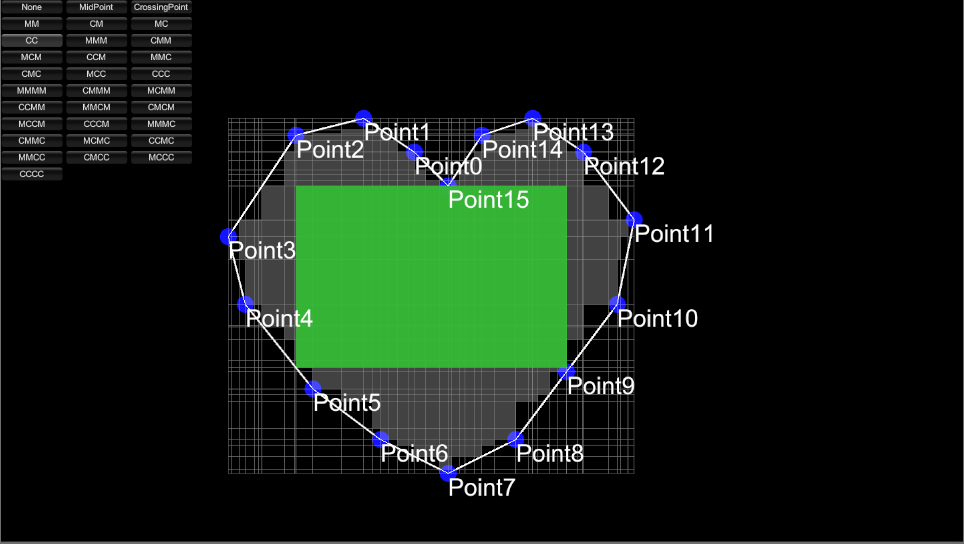 None MidPoint CrossingPoint
MM CM MC
CC MMM CMM
MCM CCM MMC
CMC MCC CCC
MMMM CMMM MCMM
CCMM MMCM CMCM
MCCM CCCM MMMC
CMMC MCMC CCMC
MMCC CMCC MCCC
CCCC
Point1 Point13
Point2 Point14
Point0 Point12
Point15
Point11
Point3
Point4 Point10
Point9
Point5
Point6 Point8
Point7